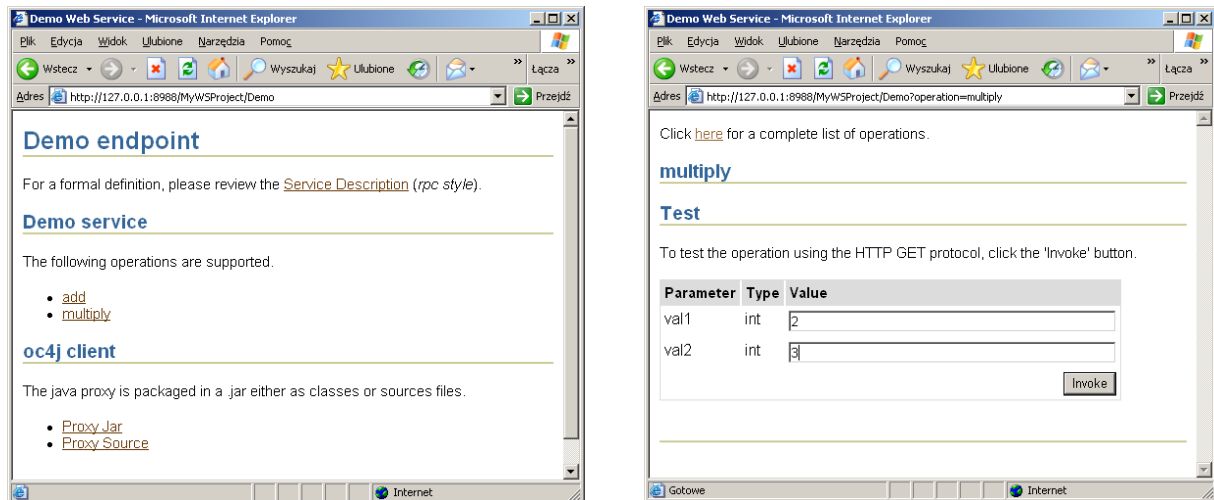 Demo Web Service - Microsoft Internet Explorer
Plik Edycja Widok Ulubione Narzędzia Pomoc
Wstecz Wyszukaj Ulubione » Łącza »
Adres http://127.0.0.1:8988/MyWSProject/Demo Przejdź
Demo endpoint
For a formal definition, please review the Service Description (rpc style).
Demo service
The following operations are supported.
• add
• multiply
oc4j client
The java proxy is packaged in a .jar either as classes or sources files.
• Proxy Jar
• Proxy Source
Internet
Demo Web Service - Microsoft Internet Explorer
Plik Edycja Widok Ulubione Narzędzia Pomoc
Wstecz Wyszukaj Ulubione » Łącza »
Adres http://127.0.0.1:8988/MyWSProject/Demo?operation=multiply Przejdź
Click here for a complete list of operations.
multiply
Test
To test the operation using the HTTP GET protocol, click the 'Invoke' button.
Parameter Type Value
val1 int 2
val2 int 3
Invoke
Gotowe Internet